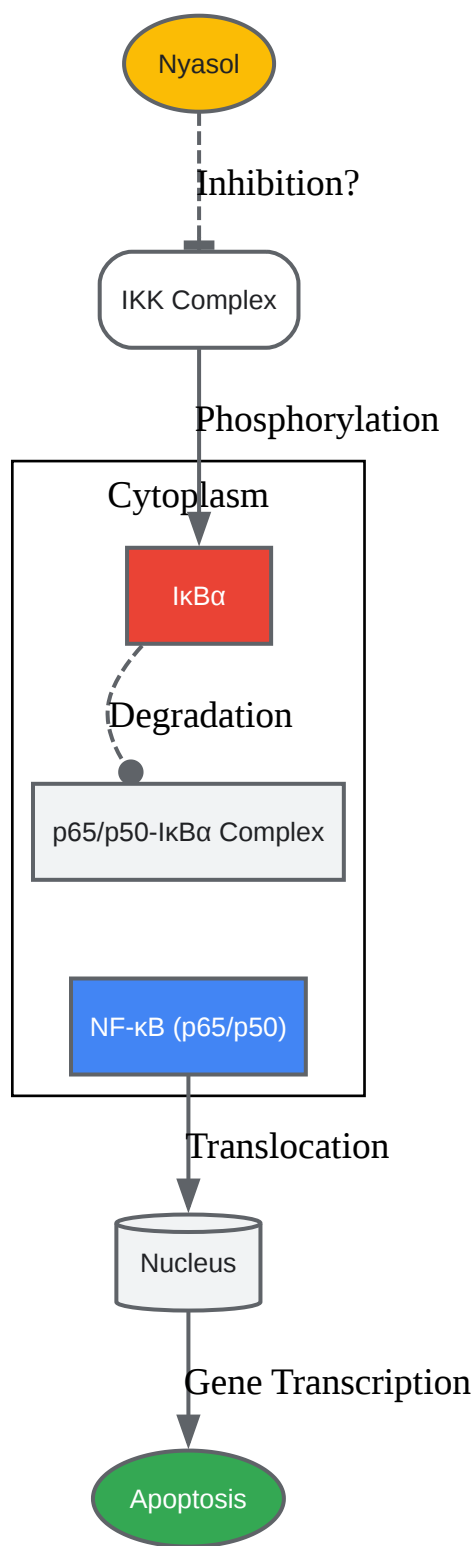 Nyasol
Inhibition?
IKK Complex
Phosphorylation
Cytoplasm
IκBα
Degradation
p65/p50-IκBα Complex
NF-κB (p65/p50)
Translocation
Nucleus
Gene Transcription
Apoptosis